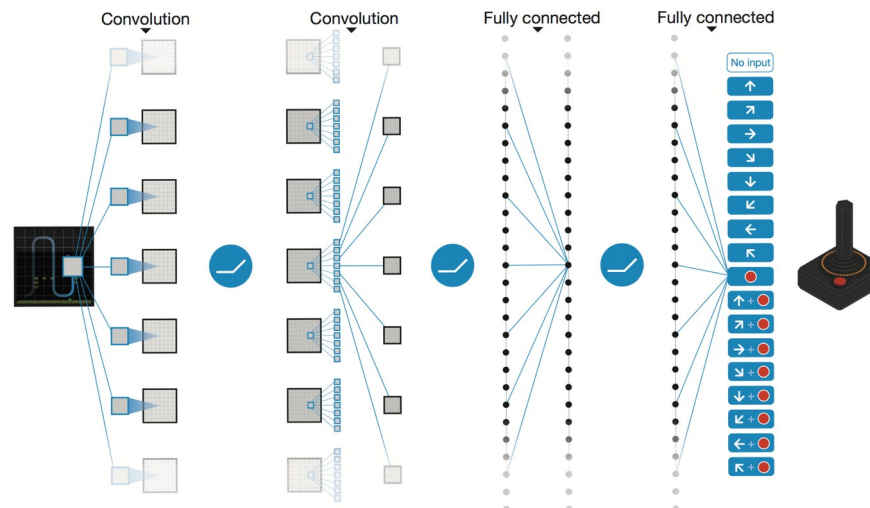 Convolution
Convolution
Fully connected
Fully connected
No input
+
+
+
+
+
+
+
+